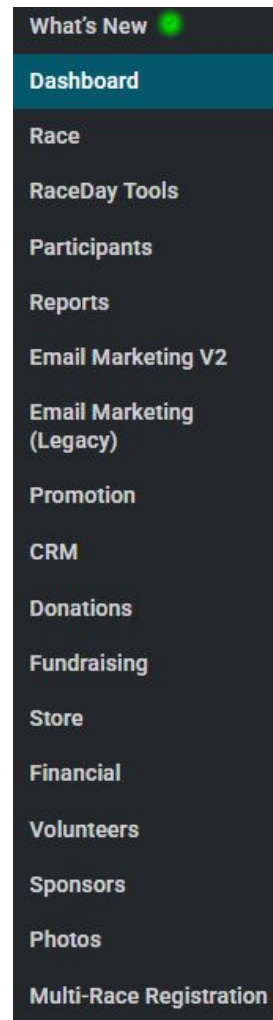 What's New
Dashboard
Race
RaceDay Tools
Participants
Reports
Email Marketing V2
Email Marketing
(Legacy)
Promotion
CRM
Donations
Fundraising
Store
Financial
Volunteers
Sponsors
Photos
Multi-Race Registration